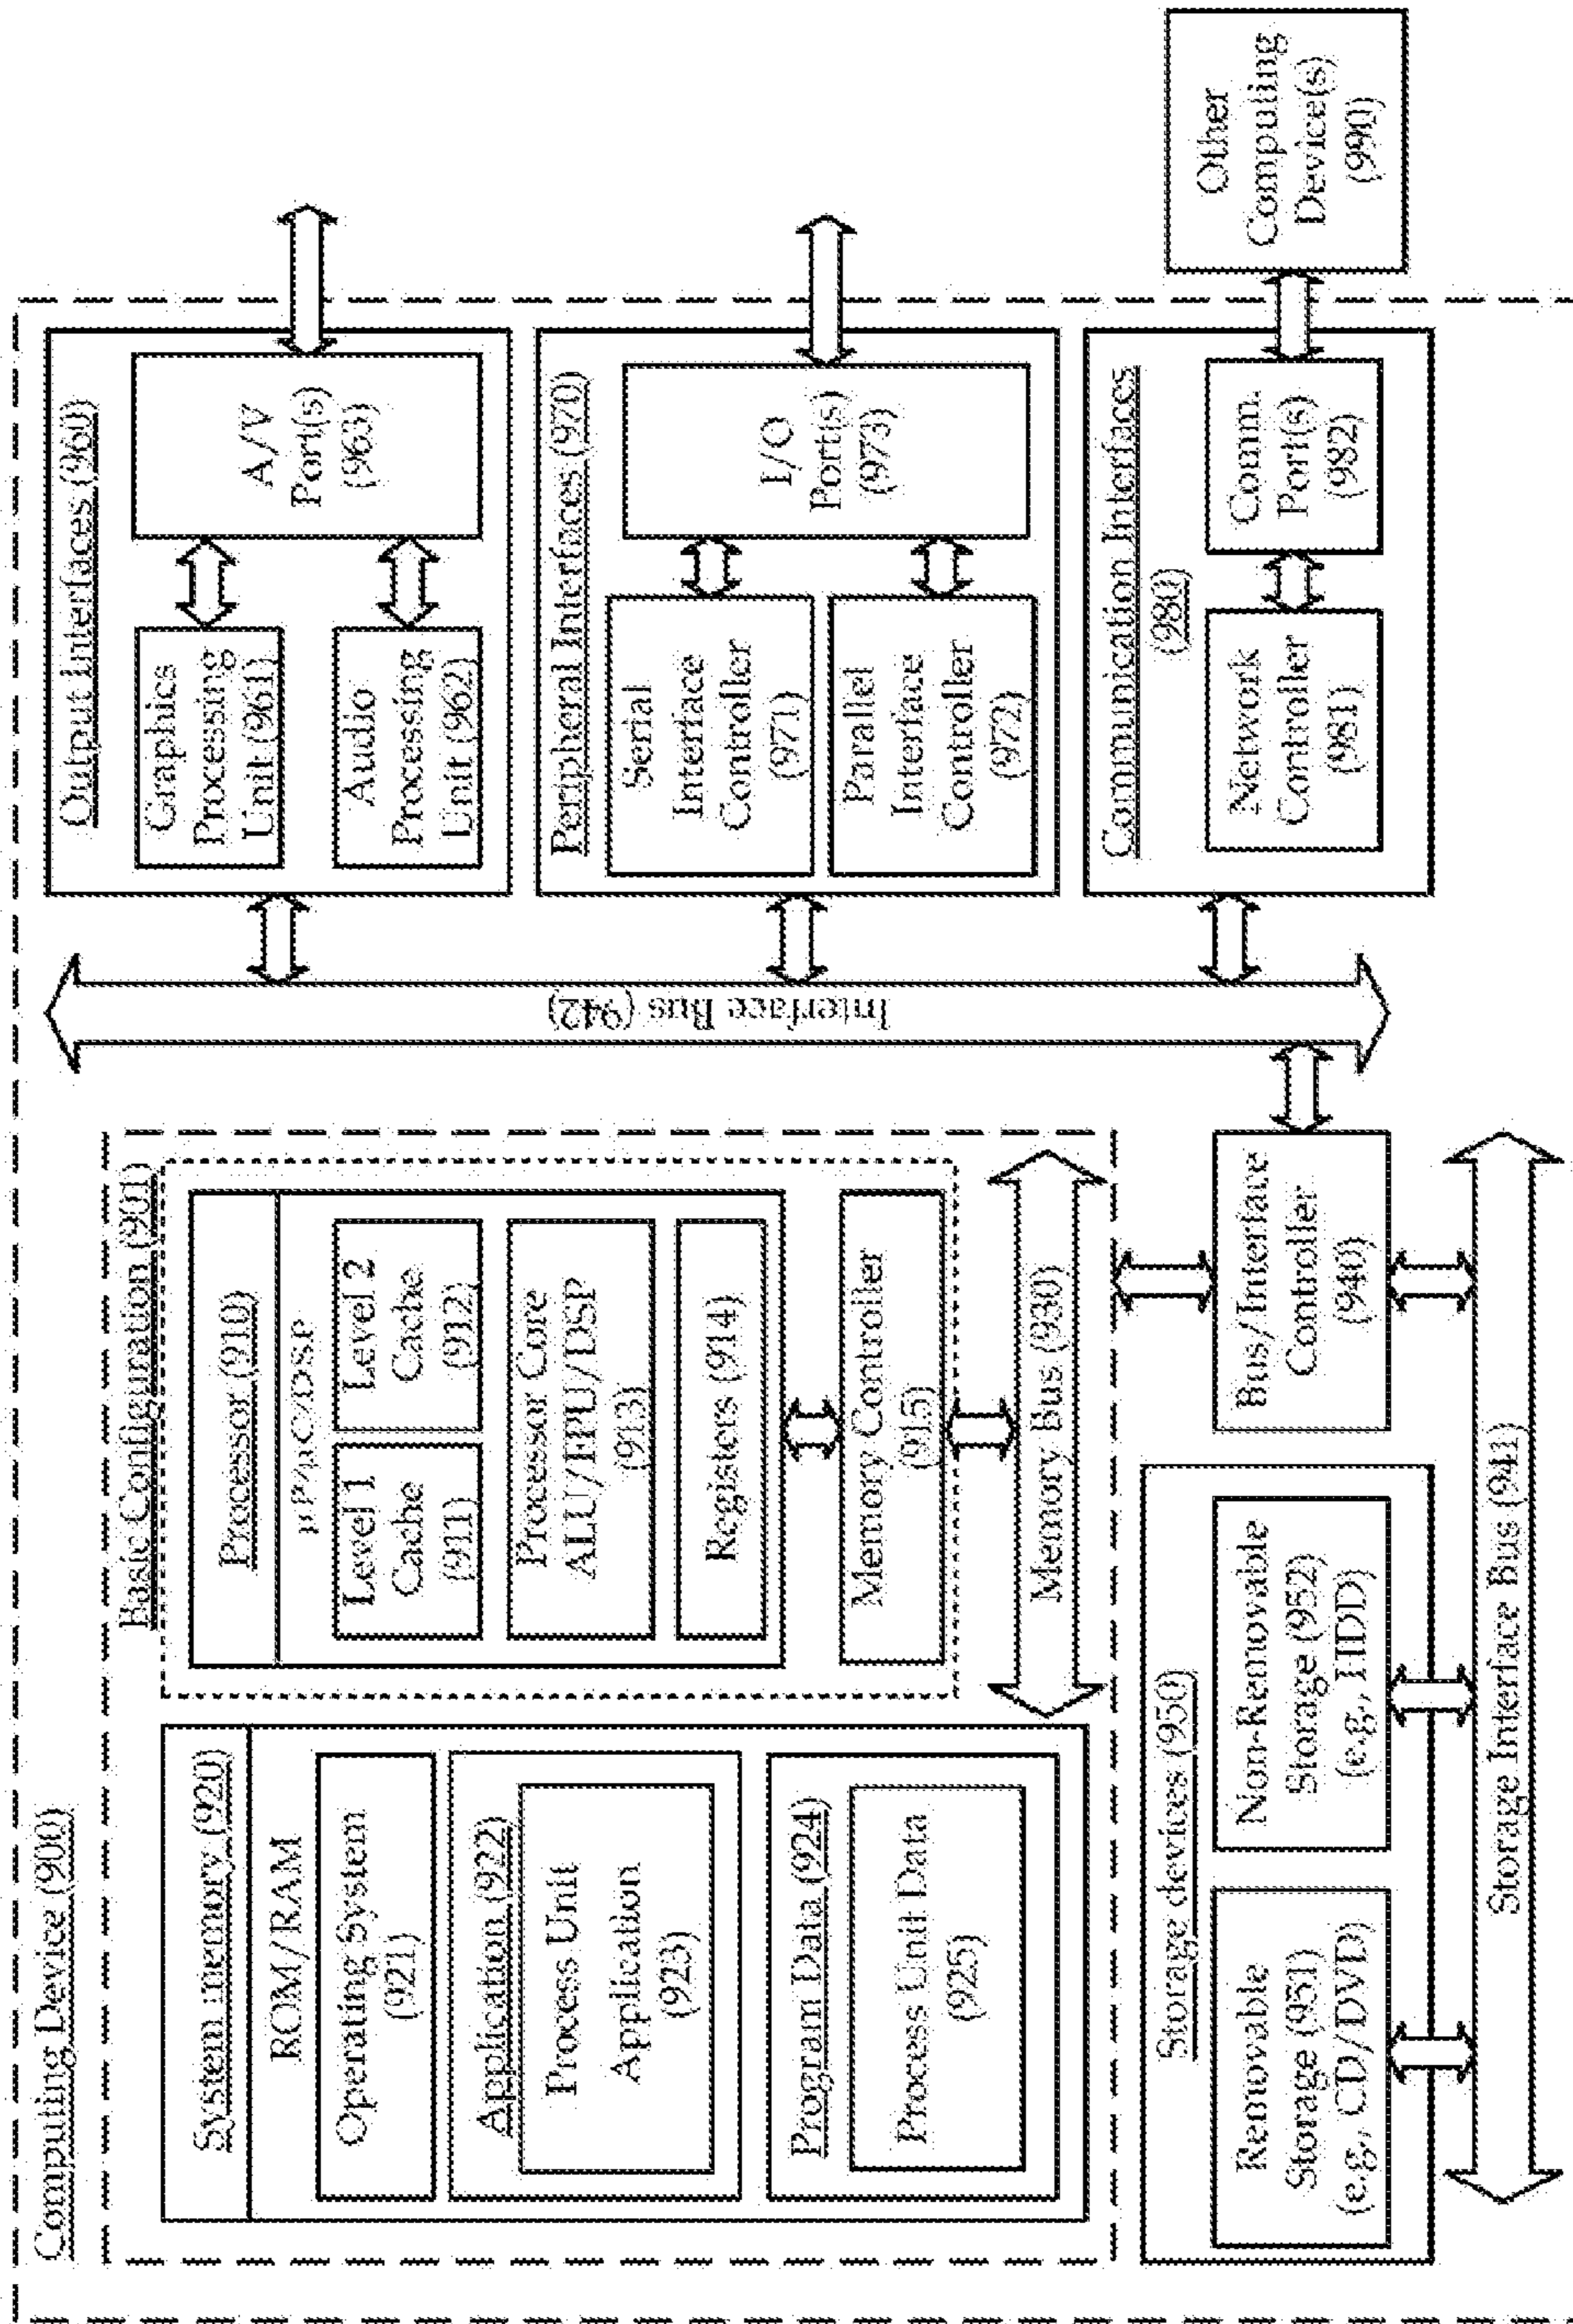 Computing Device (900)
Basic Configuration (901)
System memory (920)
ROM/RAM
Operating System
(921)
Application (922)
Process Unit
Application
(923)
Program Data (924)
Process Unit Data
(925)
Processor (910)
µP/µC/DSP
Level 1
Cache
(911)
Level 2
Cache
(912)
Processor Core
ALU/FPU/DSP
(913)
Registers (914)
Memory Controller
(915)
Memory Bus (930)
Storage devices (950)
Removable
Storage (951)
(e.g., CD/DVD)
Non-Removable
Storage (952)
(e.g., HDD)
Bus/Interface
Controller
(940)
Storage Interface Bus (941)
Interface Bus (942)
Output Interfaces (960)
Graphics
Processing
Unit (961)
Audio
Processing
Unit (962)
A/V
Port(s)
(963)
Peripheral Interfaces (970)
Serial
Interface
Controller
(971)
Parallel
Interface
Controller
(972)
I/O
Port(s)
(973)
Communication Interfaces
(980)
Network
Controller
(981)
Comm.
Port(s)
(982)
Other
Computing
Device(s)
(990)